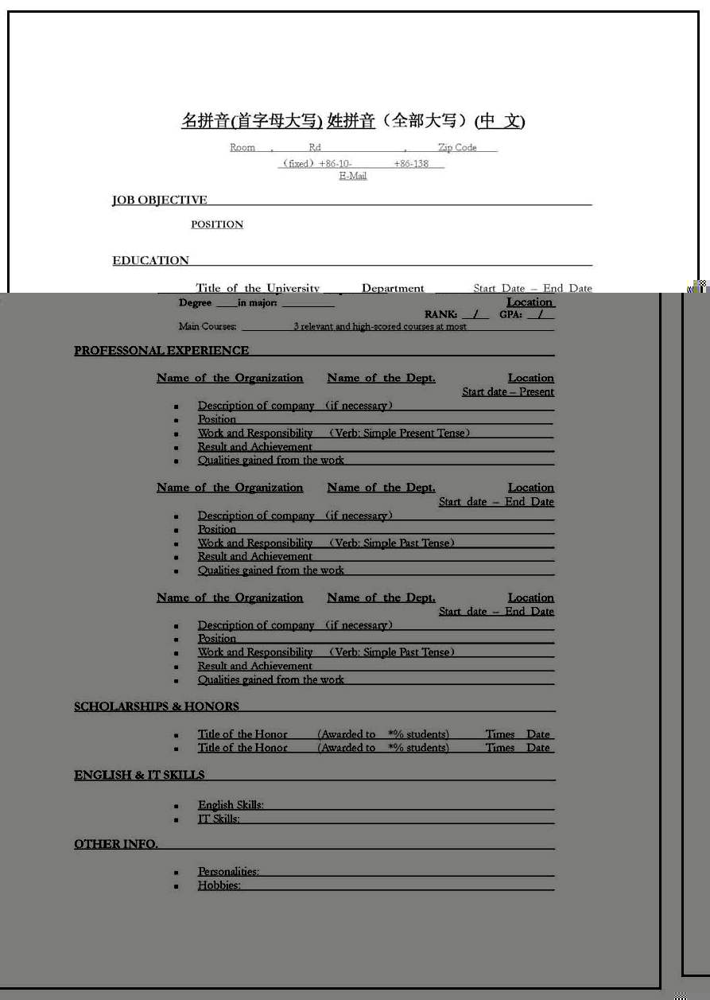 名拼音(首字母大写) 姓拼音（全部大写）(中 文)
Room , Rd , Zip Code
（fixed）+86-10- +86-138
E-Mail
JOB OBJECTIVE
POSITION
EDUCATION
Title of the University Department Start Date – End Date
Degree ____in major: __________ Location
RANK: __/__ GPA: __/__
Main Courses: 3 relevant and high-scored courses at most
PROFESSONAL EXPERIENCE
Name of the Organization Name of the Dept. Location
Start date – Present
▪ Description of company （if necessary）
▪ Position
▪ Work and Responsibility （Verb: Simple Present Tense）
▪ Result and Achievement
▪ Qualities gained from the work
Name of the Organization Name of the Dept. Location
Start date – End Date
▪ Description of company （if necessary）
▪ Position
▪ Work and Responsibility （Verb: Simple Past Tense）
▪ Result and Achievement
▪ Qualities gained from the work
Name of the Organization Name of the Dept. Location
Start date – End Date
▪ Description of company （if necessary）
▪ Position
▪ Work and Responsibility （Verb: Simple Past Tense）
▪ Result and Achievement
▪ Qualities gained from the work
SCHOLARSHIPS & HONORS
▪ Title of the Honor (Awarded to *% students) Times Date
▪ Title of the Honor (Awarded to *% students) Times Date
ENGLISH & IT SKILLS
▪ English Skills:
▪ IT Skills:
OTHER INFO.
▪ Personalities:
▪ Hobbies: